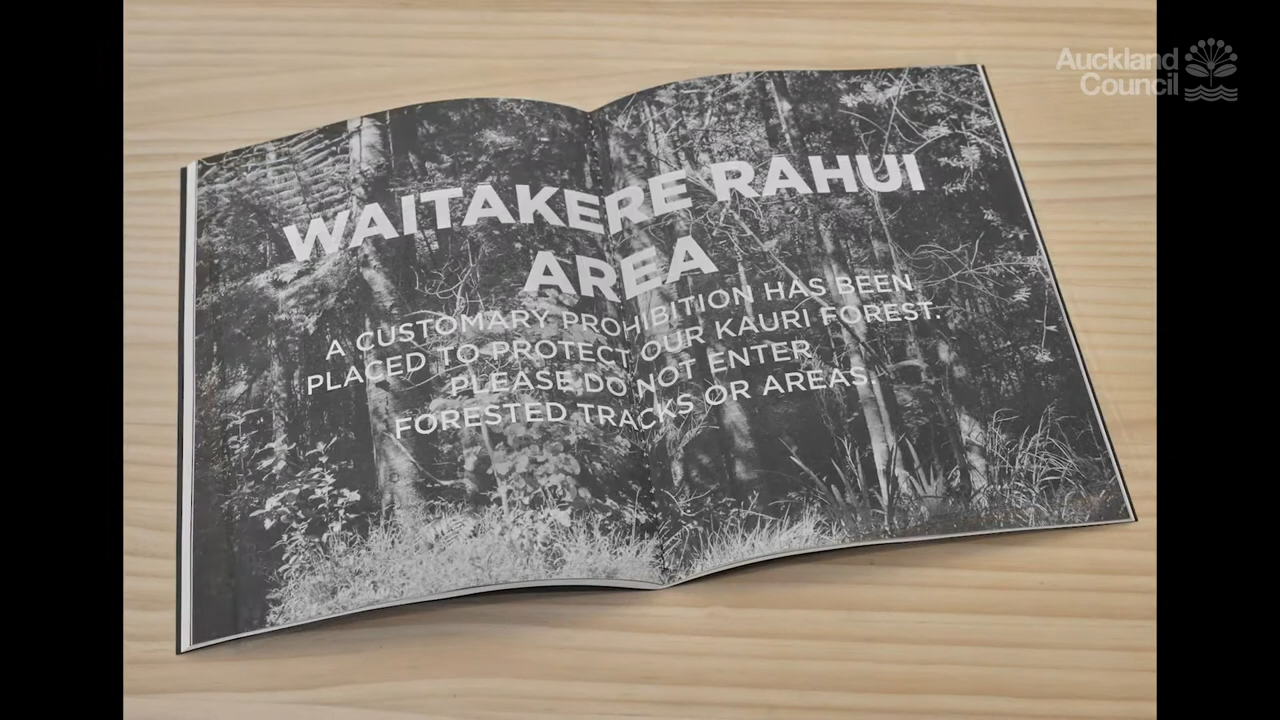 Auckland
Council
WAITAKERE RAHUI
AREA
A CUSTOMARY PROHIBITION HAS BEEN
PLACED TO PROTECT OUR KAURI FOREST.
PLEASE DO NOT ENTER
FORESTED TRACKS OR AREAS.